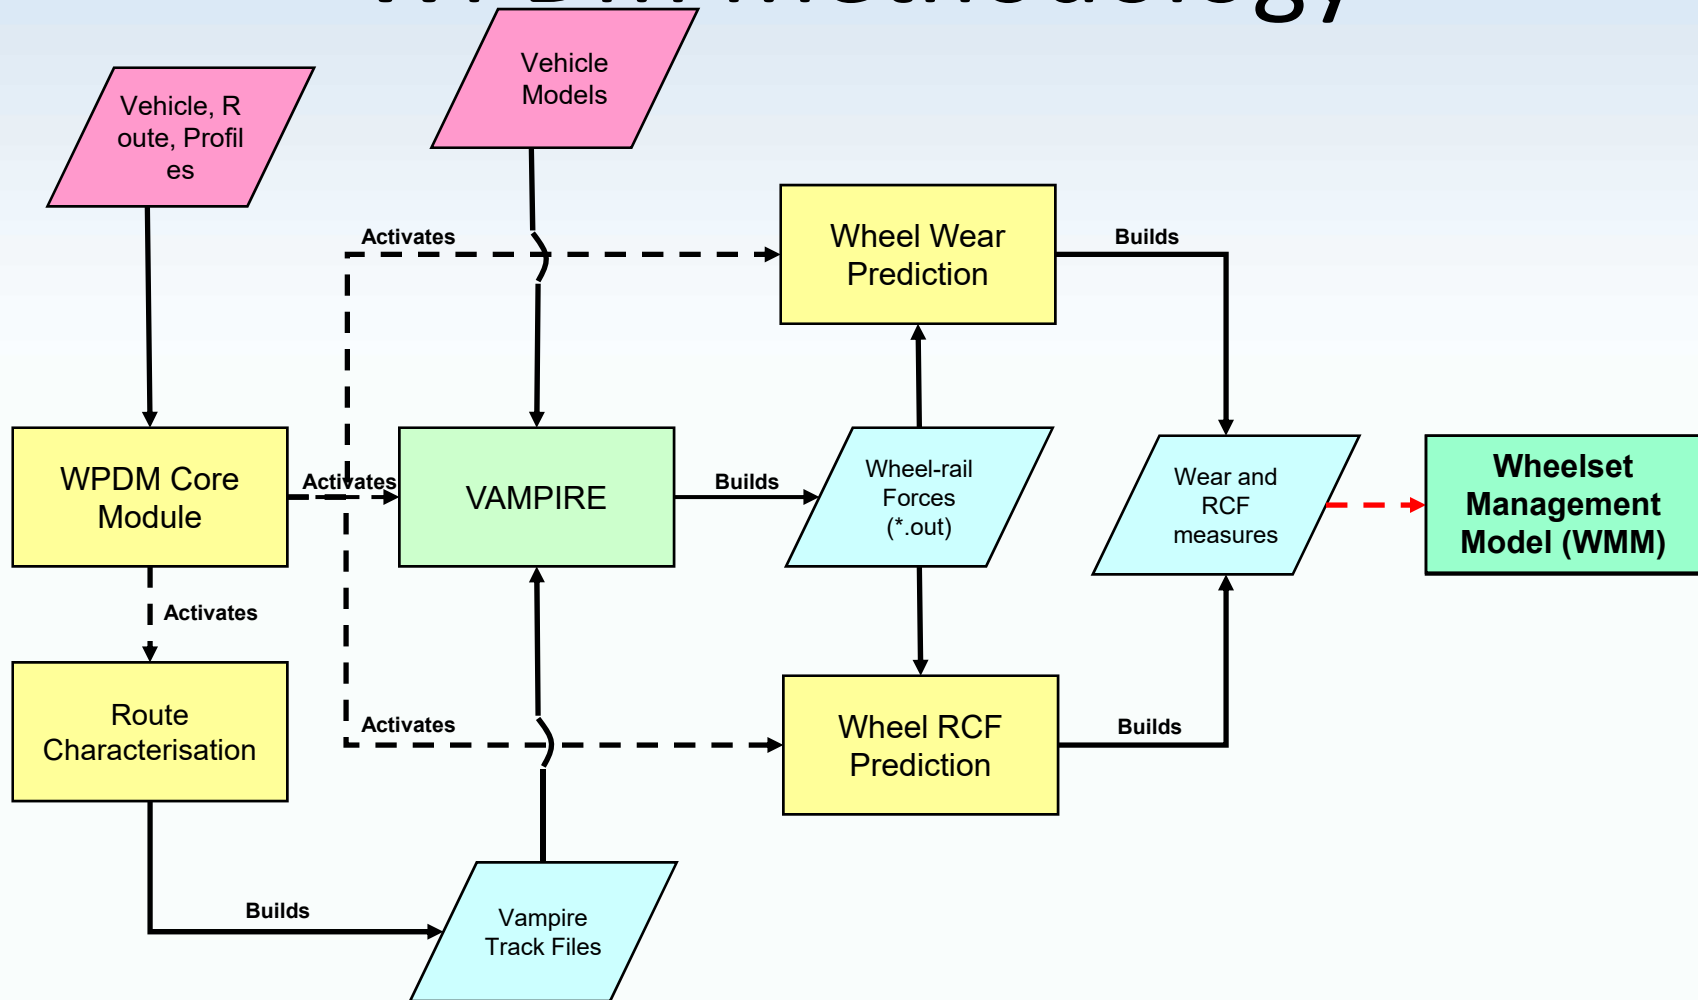 WPDM Methodology
Vehicle
Models
Vehicle, R
oute, Profil
es
Activates
Wheel Wear
Prediction
Builds
WPDM Core
Module
Activates
VAMPIRE
Builds
Wheel-rail
Forces
(*.out)
Wear and
RCF
measures
Wheelset
Management
Model (WMM)
Activates
Route
Characterisation
Activates
Wheel RCF
Prediction
Builds
Builds
Vampire
Track Files